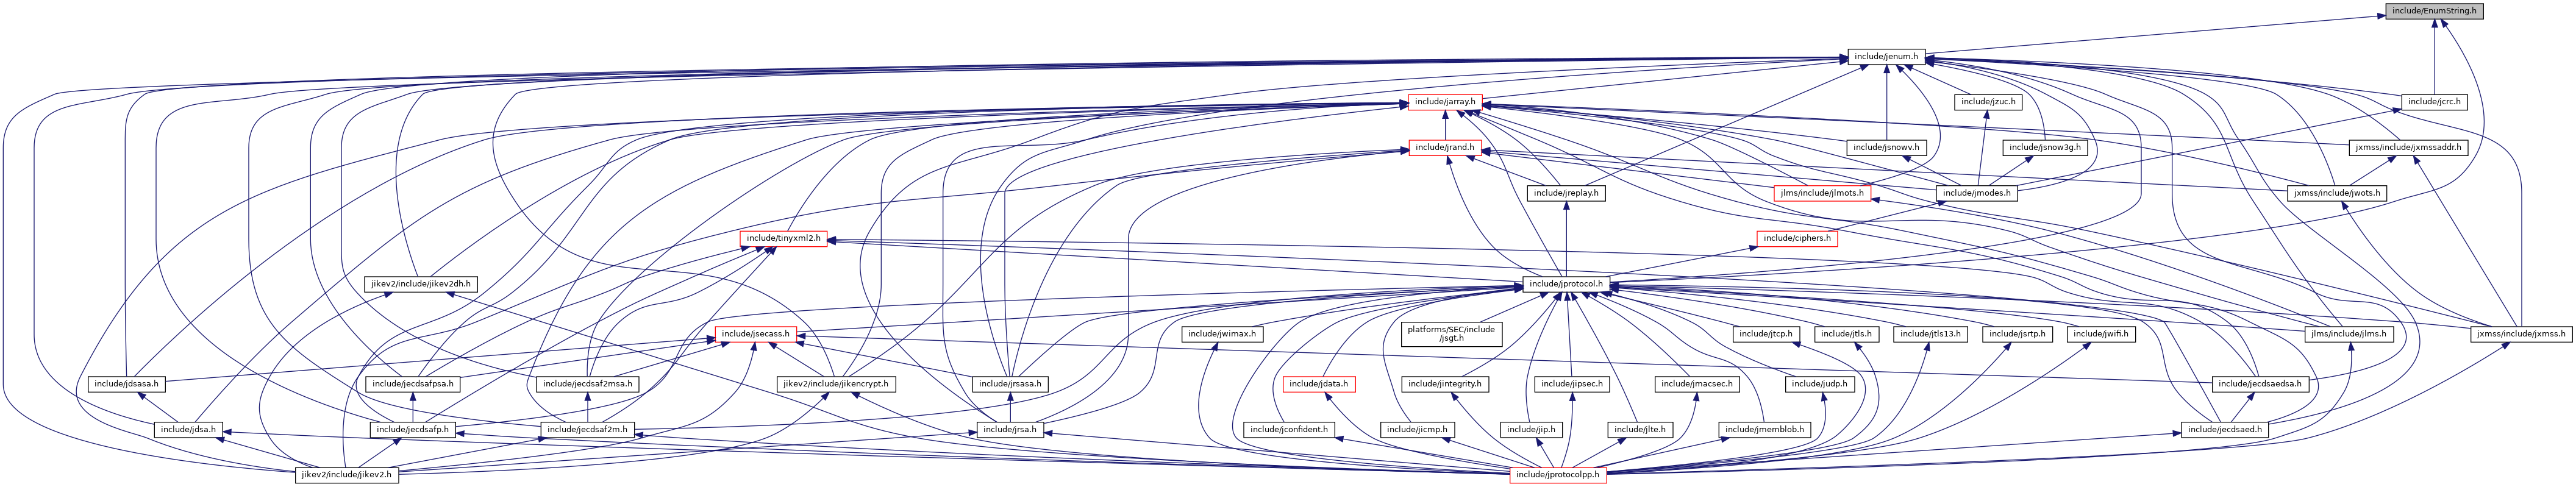 include/EnumString.h
include/jenum.h
include/jarray.h
include/jzuc.h
include/jcrc.h
include/jrand.h
include/jsnowv.h
include/jsnow3g.h
jxmss/include/jxmssaddr.h
include/jreplay.h
jlms/include/jlmots.h
include/jmodes.h
jxmss/include/jwots.h
include/tinyxml2.h
include/ciphers.h
jikev2/include/jikev2dh.h
include/jprotocol.h
include/jsecass.h
include/jwimax.h
platforms/SEC/include
/jsgt.h
include/jtcp.h
include/jtls.h
include/jtls13.h
include/jsrtp.h
include/jwifi.h
jlms/include/jlms.h
jxmss/include/jxmss.h
include/jdsasa.h
include/jecdsafpsa.h
include/jecdsaf2msa.h
jikev2/include/jikencrypt.h
include/jrsasa.h
include/jdata.h
include/jintegrity.h
include/jipsec.h
include/jmacsec.h
include/judp.h
include/jecdsaedsa.h
include/jdsa.h
include/jecdsafp.h
include/jecdsaf2m.h
include/jrsa.h
include/jconfident.h
include/jicmp.h
include/jip.h
include/jlte.h
include/jmemblob.h
include/jecdsaed.h
jikev2/include/jikev2.h
include/jprotocolpp.h